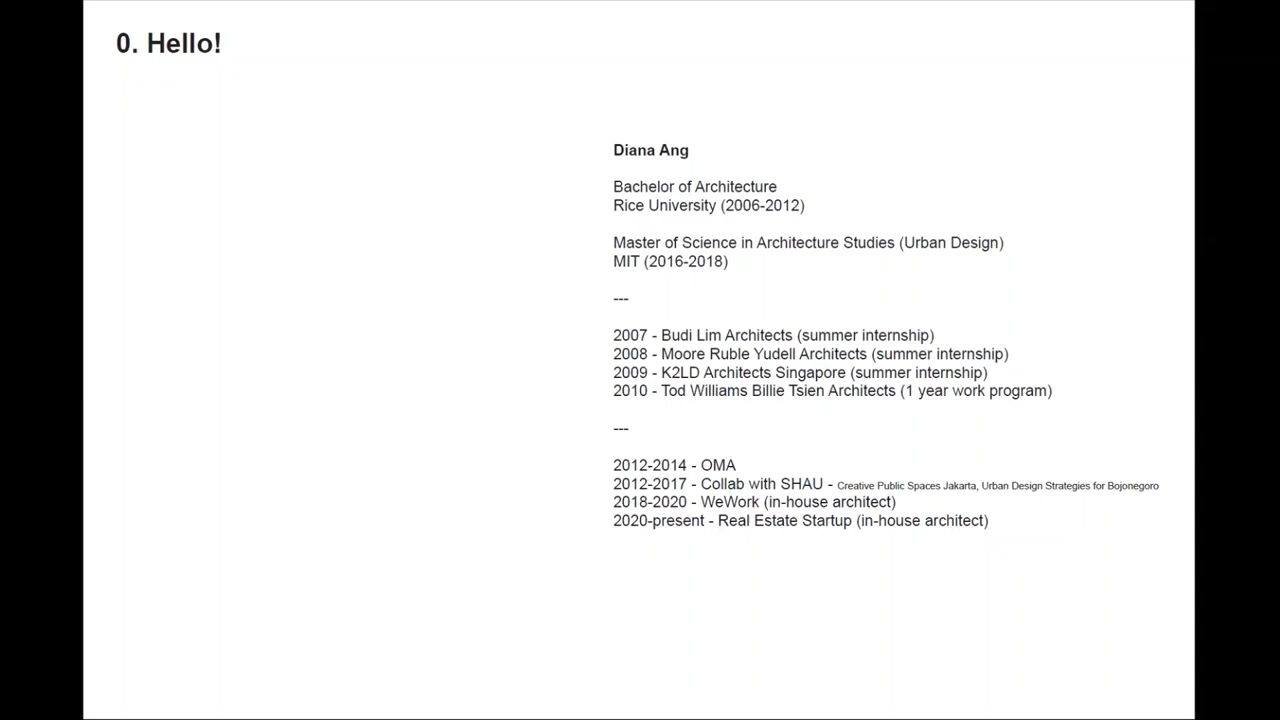 0. Hello!
Diana Ang
Bachelor of Architecture
Rice University (2006-2012)
Master of Science in Architecture Studies (Urban Design)
MIT (2016-2018)
---
2007 - Budi Lim Architects (summer internship)
2008 - Moore Ruble Yudell Architects (summer internship)
2009 - K2LD Architects Singapore (summer internship)
2010 - Tod Williams Billie Tsien Architects (1 year work program)
---
2012-2014 - OMA
2012-2017 - Collab with SHAU - Creative Public Spaces Jakarta, Urban Design Strategies for Bojonegoro
2018-2020 - WeWork (in-house architect)
2020-present - Real Estate Startup (in-house architect)